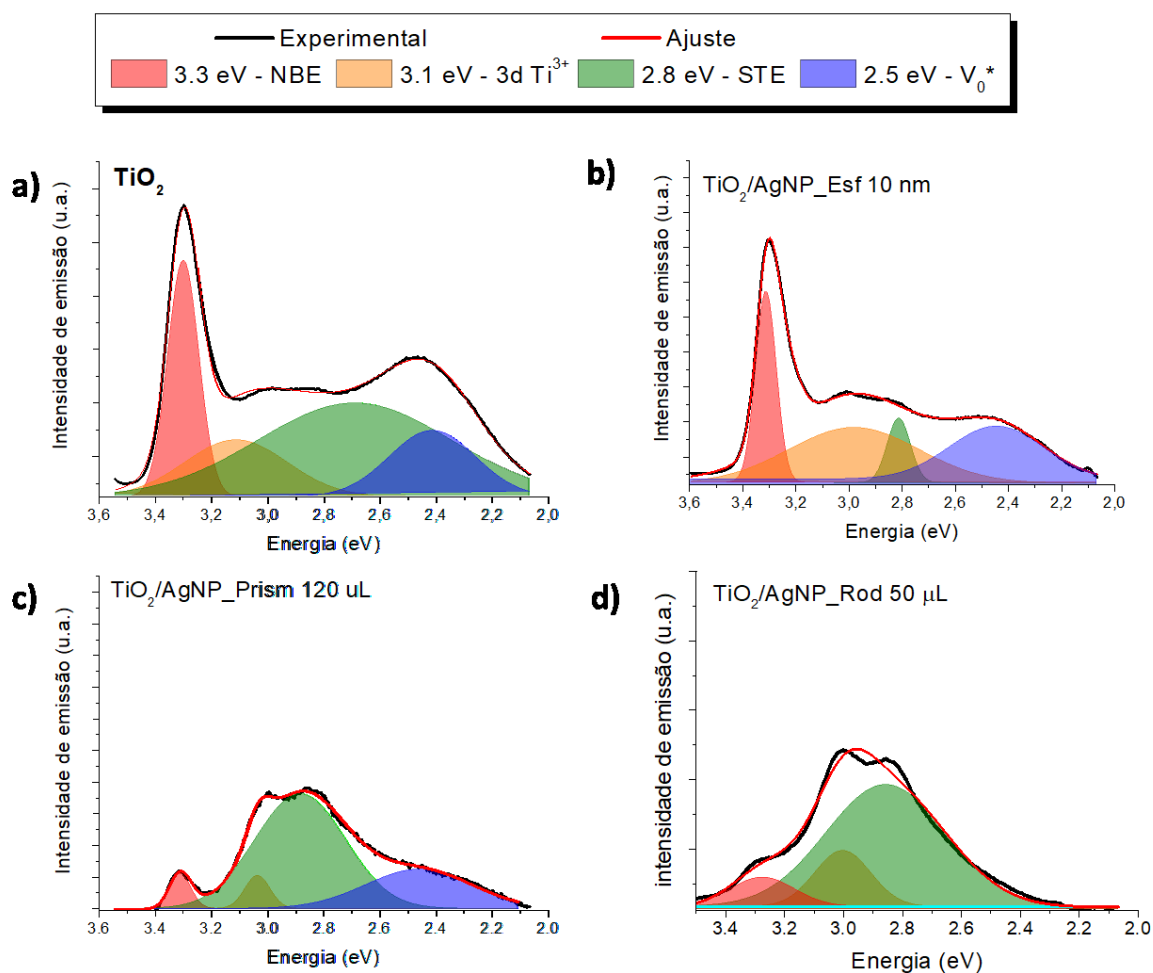 Experimental Ajuste
3.3 eV - NBE 3.1 eV - 3d Ti³⁺ 2.8 eV - STE 2.5 eV - V₀*
a)
TiO₂
Intensidade de emissão (u.a.)
3,6 3,4 3,2 3,0 2,8 2,6 2,4 2,2 2,0
Energia (eV)
b)
TiO₂/AgNP_Esf 10 nm
Intensidade de emissão (u.a.)
3,6 3,4 3,2 3,0 2,8 2,6 2,4 2,2 2,0
Energia (eV)
c)
TiO₂/AgNP_Prism 120 uL
Intensidade de emissão (u.a.)
3.6 3.4 3.2 3.0 2.8 2.6 2.4 2.2 2.0
Energia (eV)
d)
TiO₂/AgNP_Rod 50 µL
intensidade de emissão (u.a.)
3.4 3.2 3.0 2.8 2.6 2.4 2.2 2.0
Energia (eV)